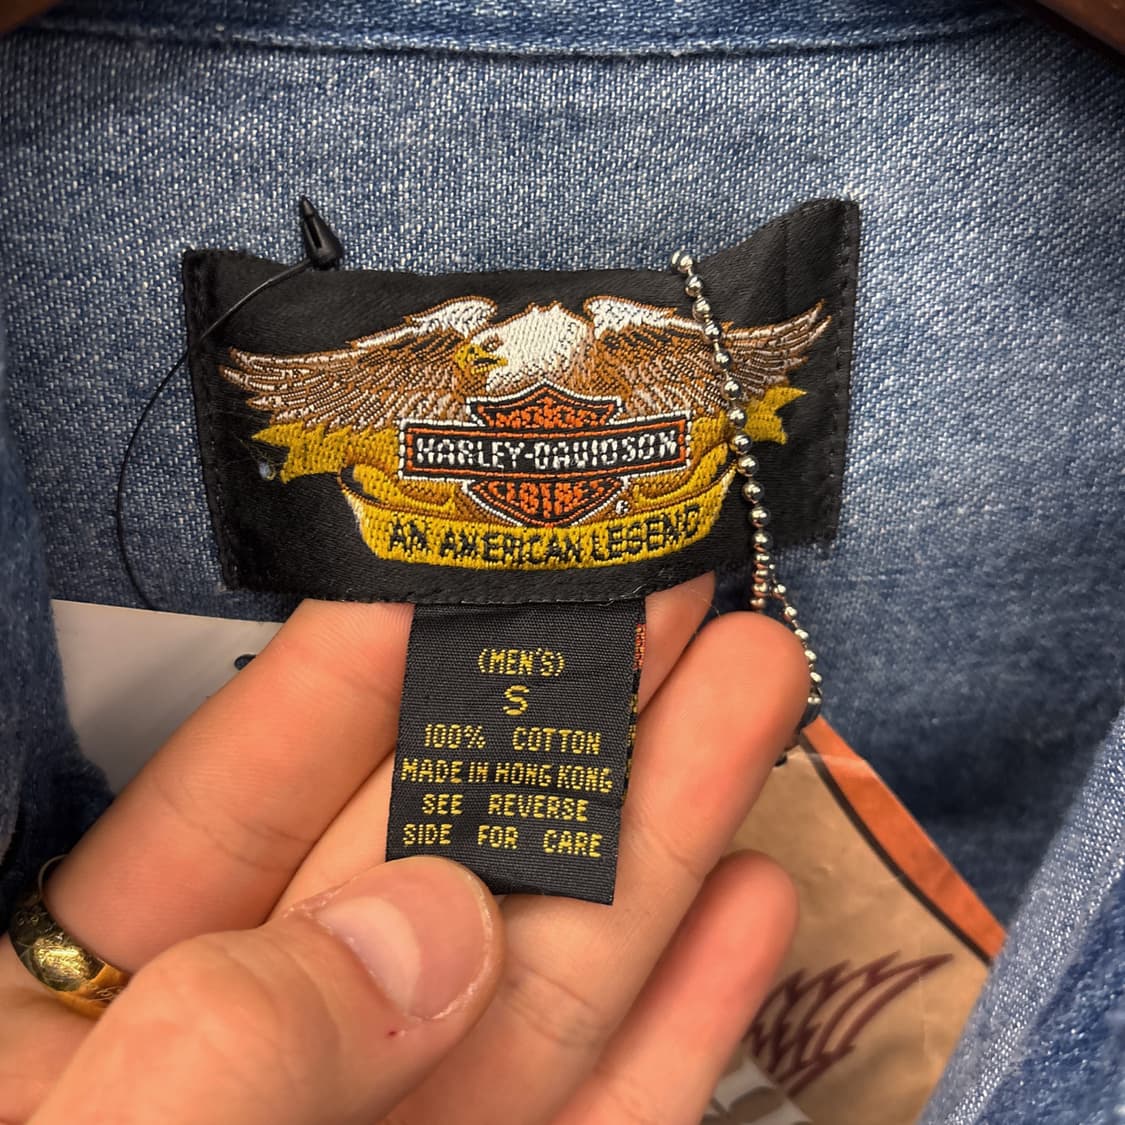 MOTOR
HARLEY-DAVIDSON
CYCLES
®
AN AMERICAN LEGEND
(MEN'S)
S
100% COTTON
MADE IN HONG KONG
SEE REVERSE
SIDE FOR CARE